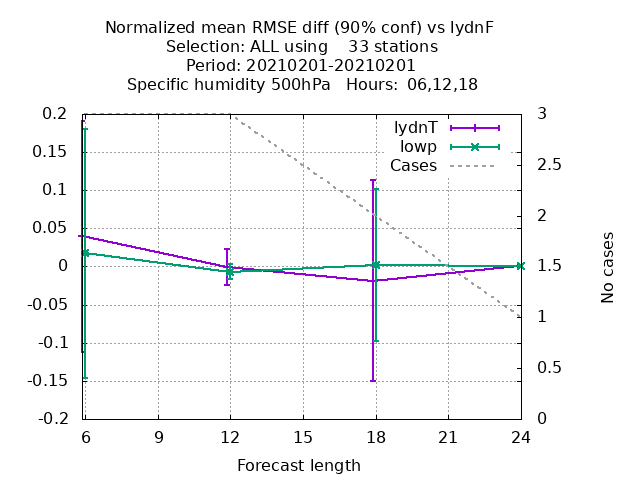 Normalized mean RMSE diff (90% conf) vs lydnF
Selection: ALL using    33 stations
Period: 20210201-20210201
Specific humidity 500hPa   Hours:  06,12,18
lydnT
lowp
Cases
0.2
0.15
0.1
0.05
0
-0.05
-0.1
-0.15
-0.2
3
2.5
2
1.5
1
0.5
0
No cases
6 9 12 15 18 21 24
Forecast length